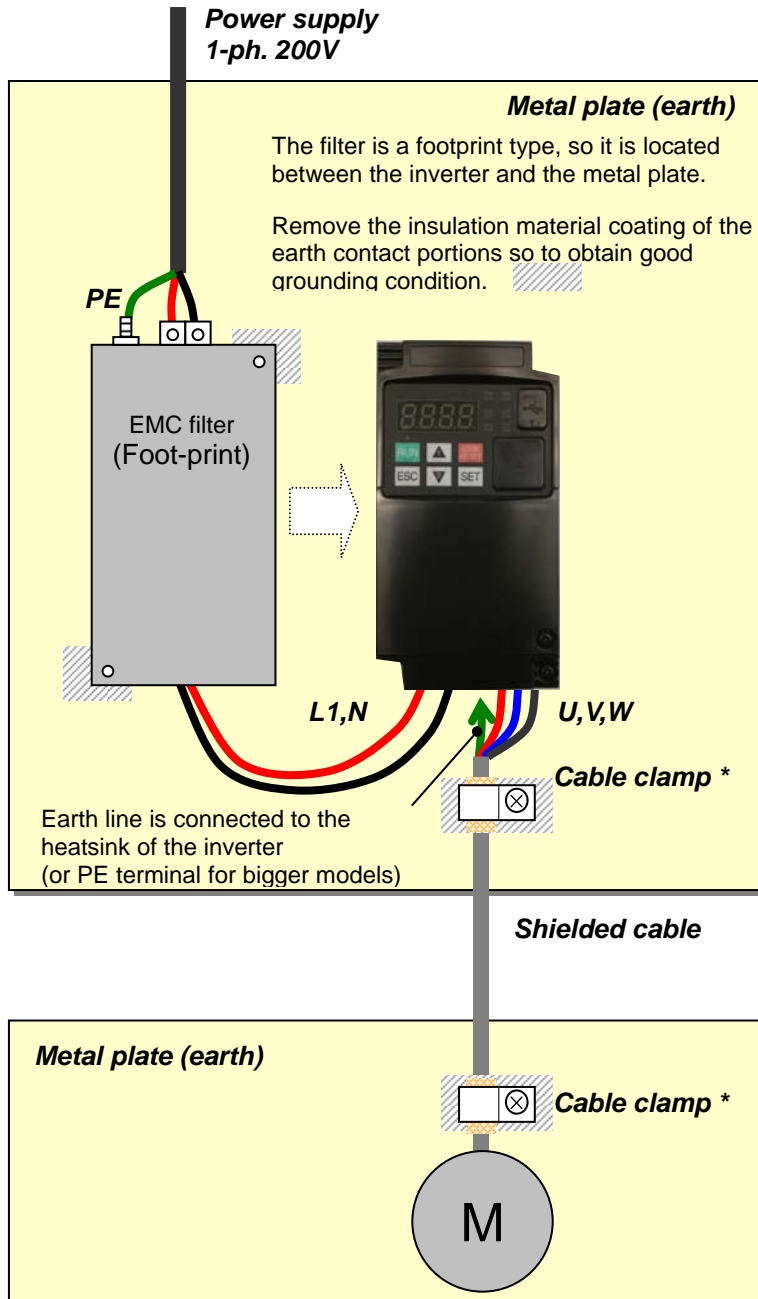 Power supply
1-ph. 200V
Metal plate (earth)
The filter is a footprint type, so it is located
between the inverter and the metal plate.
Remove the insulation material coating of the
earth contact portions so to obtain good
grounding condition.
PE
EMC filter
(Foot-print)
8888
RUN
ESC
SET
L1,N
U,V,W
Cable clamp *
Earth line is connected to the
heatsink of the inverter
(or PE terminal for bigger models)
Shielded cable
Metal plate (earth)
Cable clamp *
M